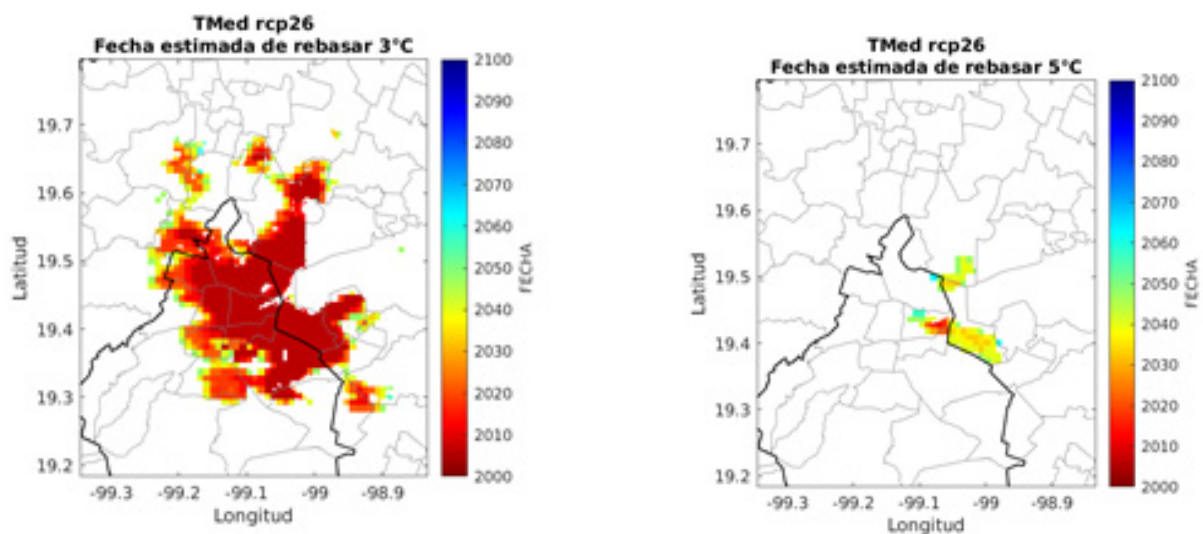 TMed rcp26
Fecha estimada de rebasar 3°C
2100
2090
2080
2070
2060
2050
2040
2030
2020
2010
2000
FECHA
19.7
19.6
19.5
19.4
19.3
19.2
Latitud
-99.3 -99.2 -99.1 -99 -98.9
Longitud
TMed rcp26
Fecha estimada de rebasar 5°C
2100
2090
2080
2070
2060
2050
2040
2030
2020
2010
2000
FECHA
19.7
19.6
19.5
19.4
19.3
19.2
Latitud
-99.3 -99.2 -99.1 -99 -98.9
Longitud